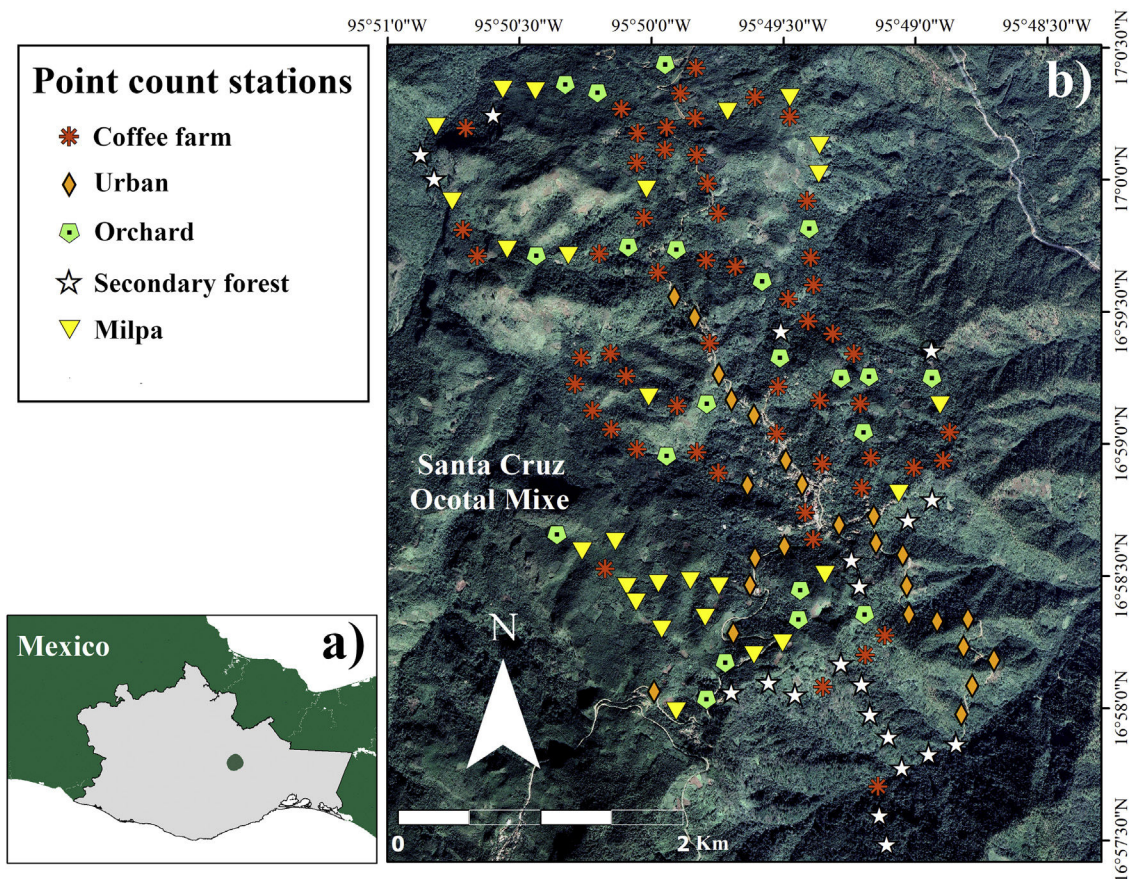 95°51'0"W 95°50'30"W 95°50'0"W 95°49'30"W 95°49'0"W 95°48'30"W
Point count stations
Coffee farm
Urban
Orchard
Secondary forest
Milpa
b)
17°0'30"N
17°0'0"N
16°59'30"N
16°59'0"N
16°58'30"N
16°58'0"N
16°57'30"N
Santa Cruz
Ocotal Mixe
N
0 2 Km
Mexico
a)